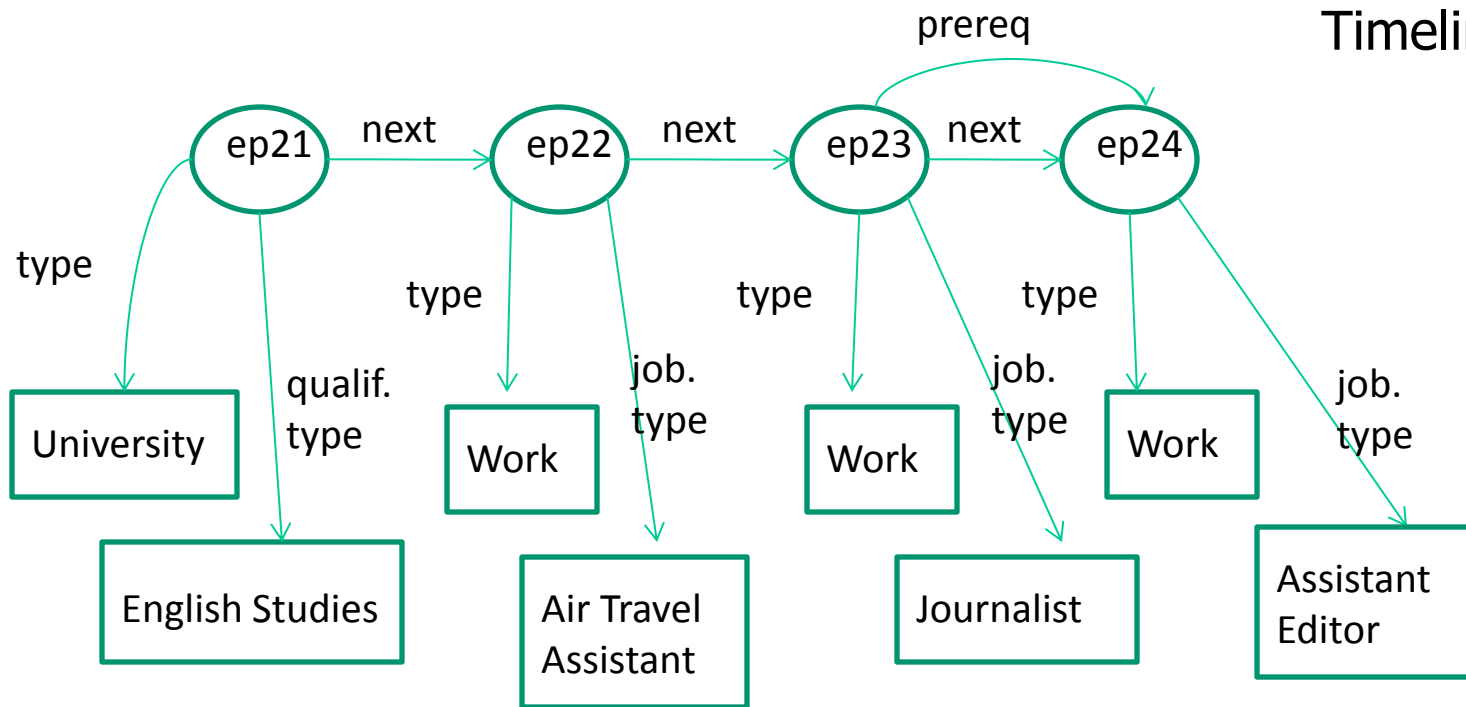 prereq
Timeli
ep21
next
ep22
next
ep23
next
ep24
type
type
type
type
qualif.
type
job.
type
job.
type
job.
type
University
Work
Work
Work
English Studies
Air Travel
Assistant
Journalist
Assistant
Editor